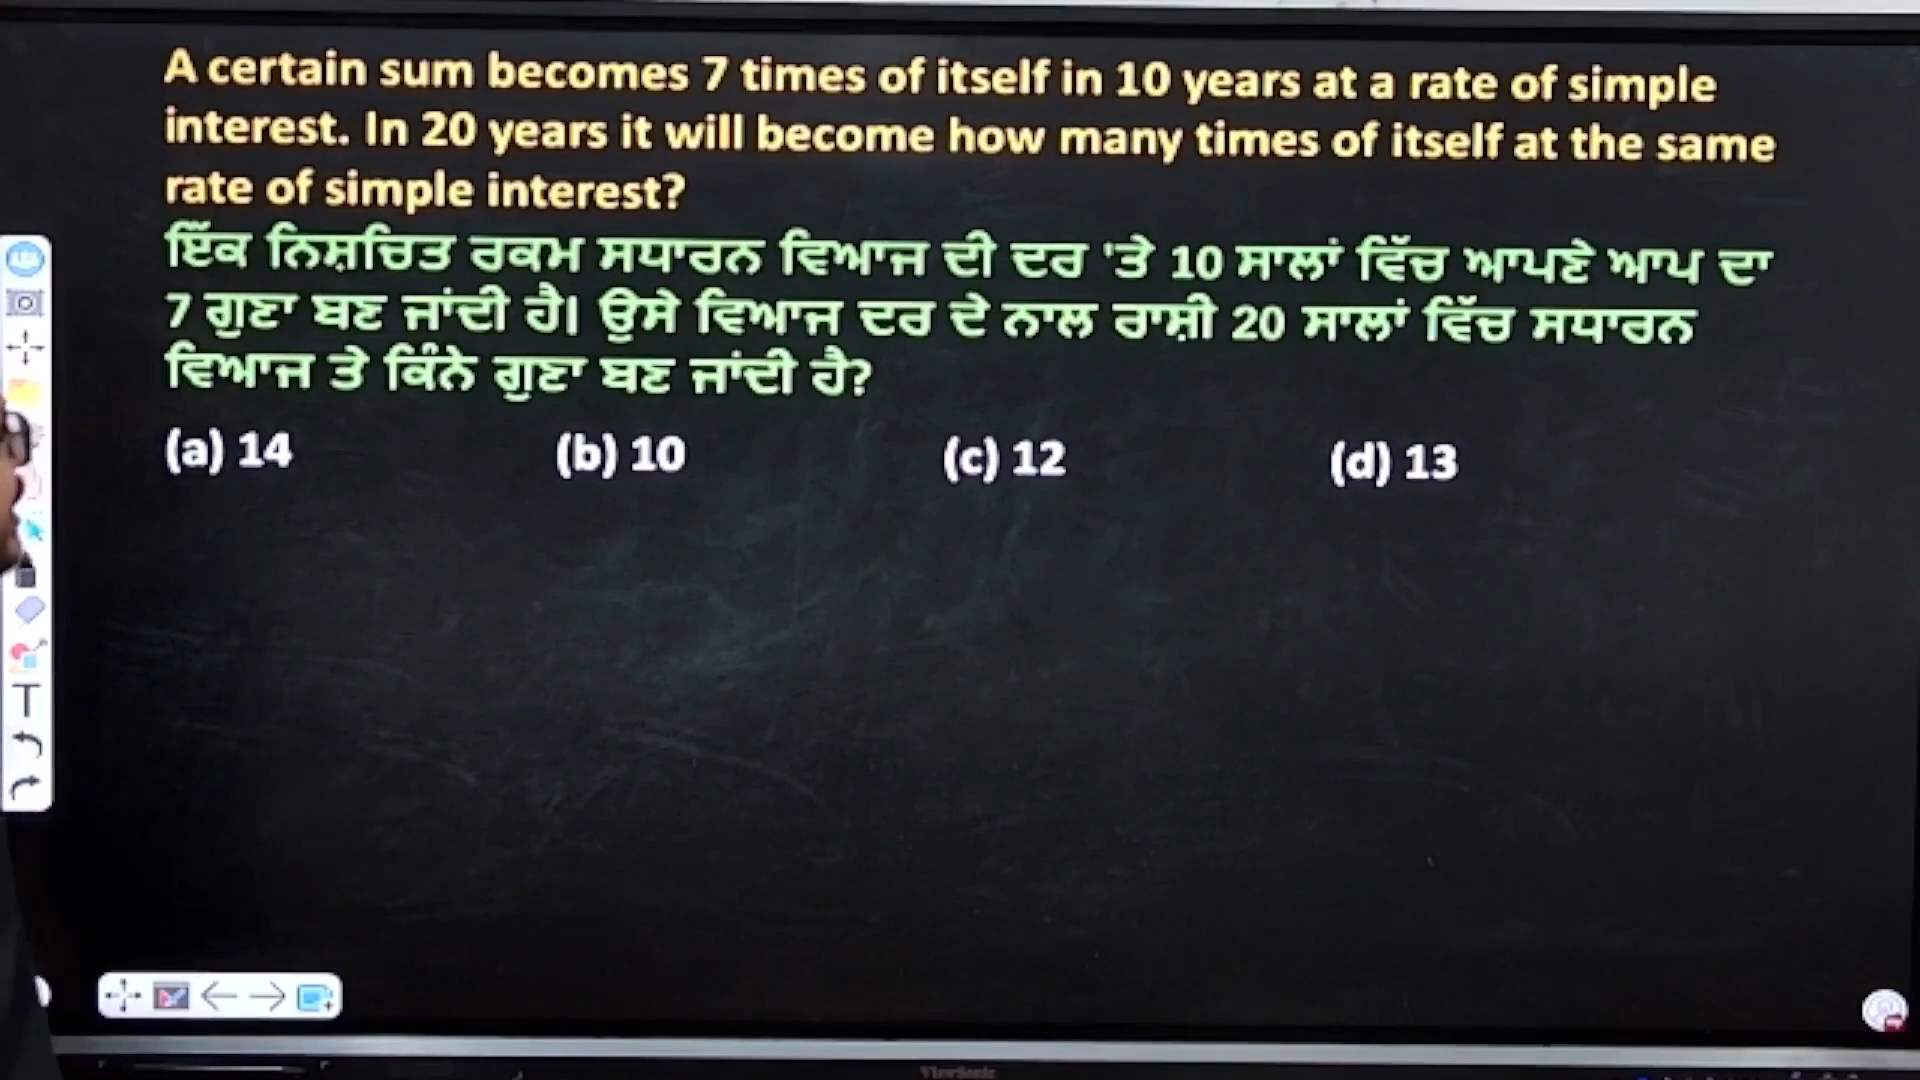 A certain sum becomes 7 times of itself in 10 years at a rate of simple
interest. In 20 years it will become how many times of itself at the same
rate of simple interest?
ਇੱਕ ਨਿਸ਼ਚਿਤ ਰਕਮ ਸਧਾਰਨ ਵਿਆਜ ਦੀ ਦਰ 'ਤੇ 10 ਸਾਲਾਂ ਵਿੱਚ ਆਪਣੇ ਆਪ ਦਾ
7 ਗੁਣਾ ਬਣ ਜਾਂਦੀ ਹੈ। ਉਸੇ ਵਿਆਜ ਦਰ ਦੇ ਨਾਲ ਰਾਸ਼ੀ 20 ਸਾਲਾਂ ਵਿੱਚ ਸਧਾਰਨ
ਵਿਆਜ ਤੇ ਕਿੰਨੇ ਗੁਣਾ ਬਣ ਜਾਂਦੀ ਹੈ?
(a) 14 (b) 10 (c) 12 (d) 13
ViewSonic